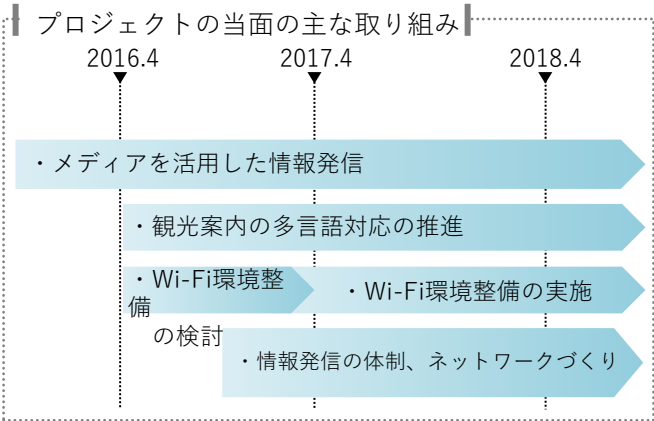 プロジェクトの当面の主な取り組み
2016.4 2017.4 2018.4
・メディアを活用した情報発信
・観光案内の多言語対応の推進
・Wi-Fi環境整
備
の検討
・Wi-Fi環境整備の実施
・情報発信の体制、ネットワークづくり